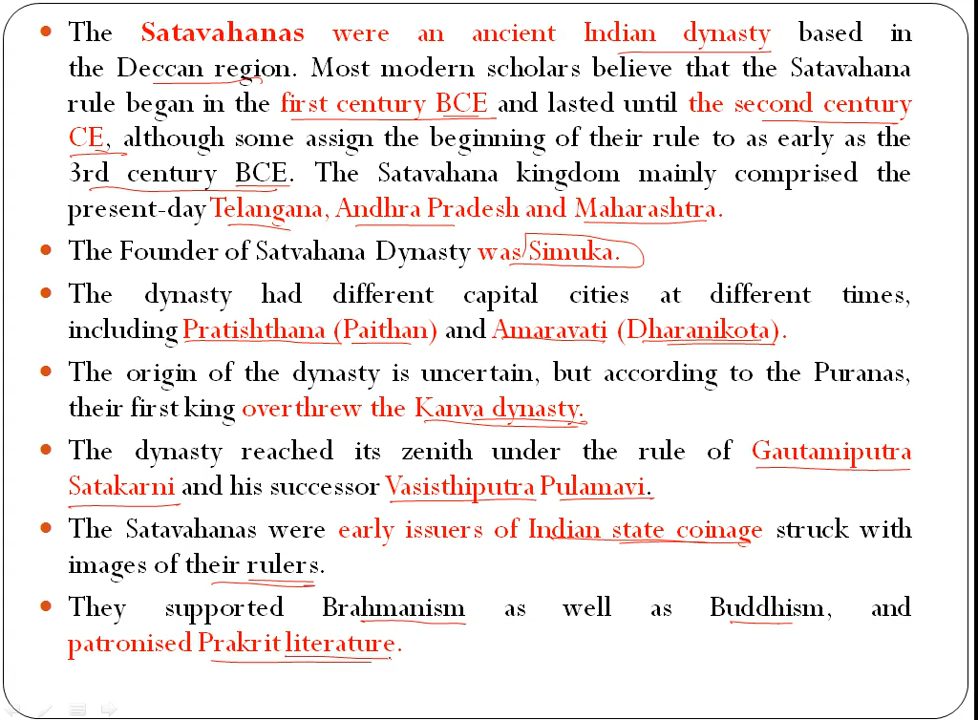 The Satavahanas were an ancient Indian dynasty based in
the Deccan region. Most modern scholars believe that the Satavahana
rule began in the first century BCE and lasted until the second century
CE, although some assign the beginning of their rule to as early as the
3rd century BCE. The Satavahana kingdom mainly comprised the
present-day Telangana, Andhra Pradesh and Maharashtra.
The Founder of Satvahana Dynasty was Simuka.
The dynasty had different capital cities at different times,
including Pratishthana (Paithan) and Amaravati (Dharanikota).
The origin of the dynasty is uncertain, but according to the Puranas,
their first king overthrew the Kanva dynasty.
The dynasty reached its zenith under the rule of Gautamiputra
Satakarni and his successor Vasisthiputra Pulamavi.
The Satavahanas were early issuers of Indian state coinage struck with
images of their rulers.
They supported Brahmanism as well as Buddhism, and
patronised Prakrit literature.